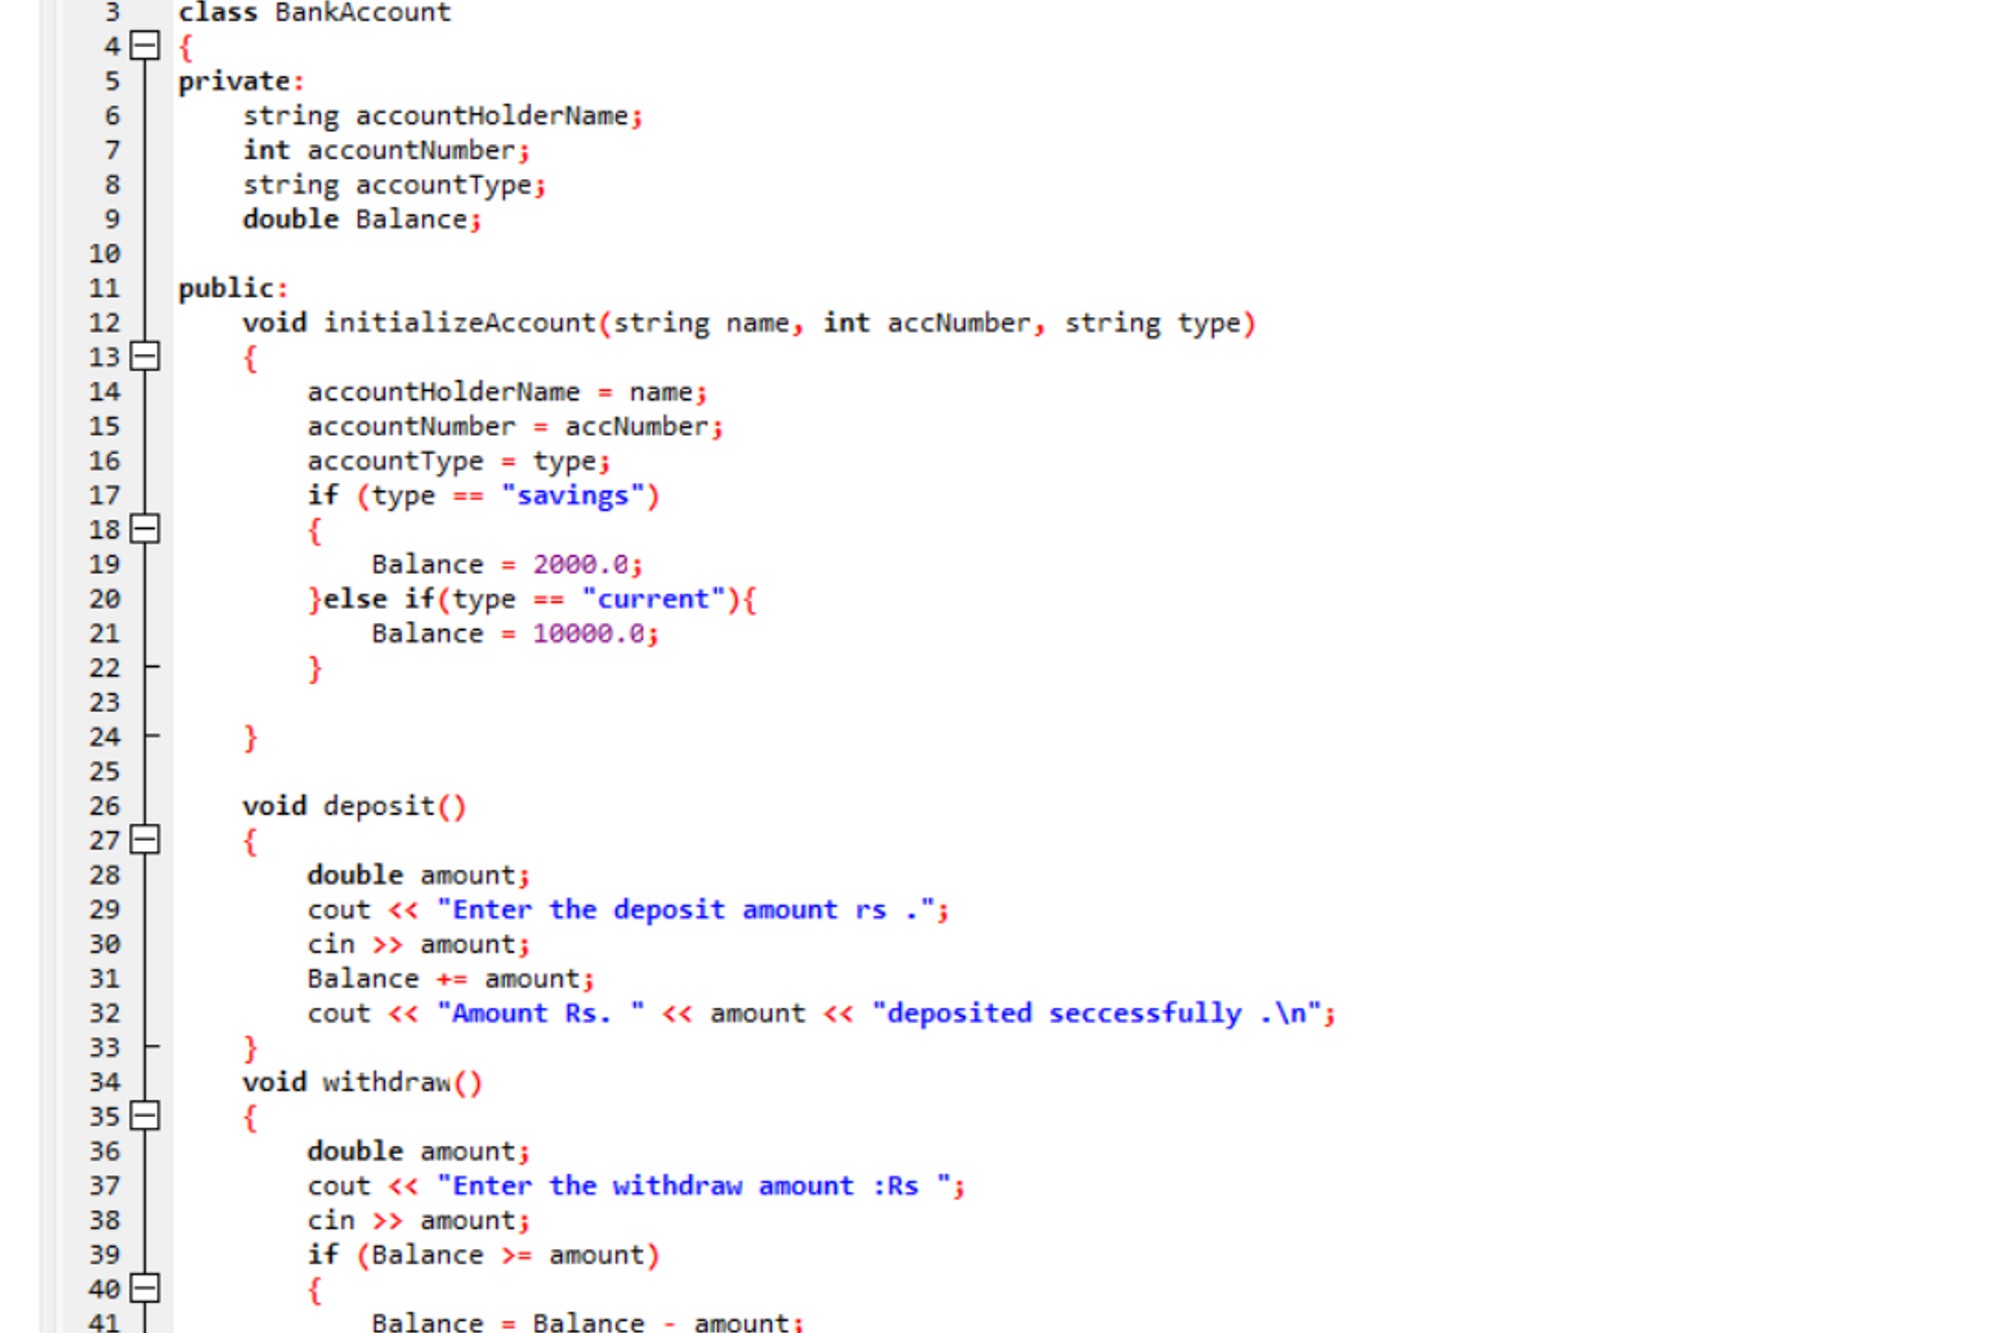 3 class BankAccount
4 {
5 private:
6 string accountHolderName;
7 int accountNumber;
8 string accountType;
9 double Balance;
10
11 public:
12 void initializeAccount(string name, int accNumber, string type)
13 {
14 accountHolderName = name;
15 accountNumber = accNumber;
16 accountType = type;
17 if (type == "savings")
18 {
19 Balance = 2000.0;
20 }else if(type == "current"){
21 Balance = 10000.0;
22 }
23
24 }
25
26 void deposit()
27 {
28 double amount;
29 cout << "Enter the deposit amount rs .";
30 cin >> amount;
31 Balance += amount;
32 cout << "Amount Rs. " << amount << "deposited seccessfully .\n";
33 }
34 void withdraw()
35 {
36 double amount;
37 cout << "Enter the withdraw amount :Rs ";
38 cin >> amount;
39 if (Balance >= amount)
40 {
41 Balance = Balance - amount;